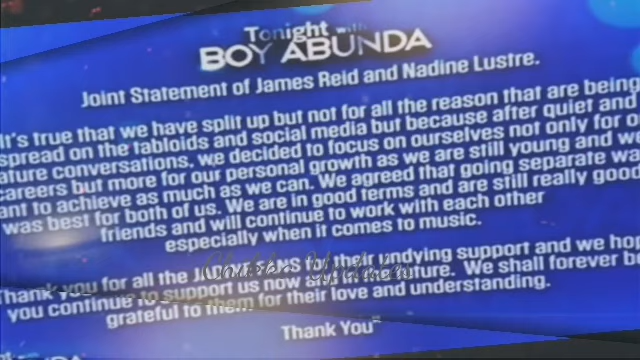 Tonight with
BOY ABUNDA
Joint Statement of James Reid and Nadine Lustre.
It's true that we have split up but not for all the reason that are being
spread on the tabloids and social media but because after quiet and
ature conversations, we decided to focus on ourselves not only for o
careers but more for our personal growth as we are still young and w
ant to achieve as much as we can. We agreed that going separate wa
was best for both of us. We are in good terms and are still really good
friends and will continue to work with each other
especially when it comes to music.
Chikka Updates
Thank you for all the their undying support and we ho
you continue to support us now and in future. We shall forever be
grateful to them for their love and understanding.
Thank You"